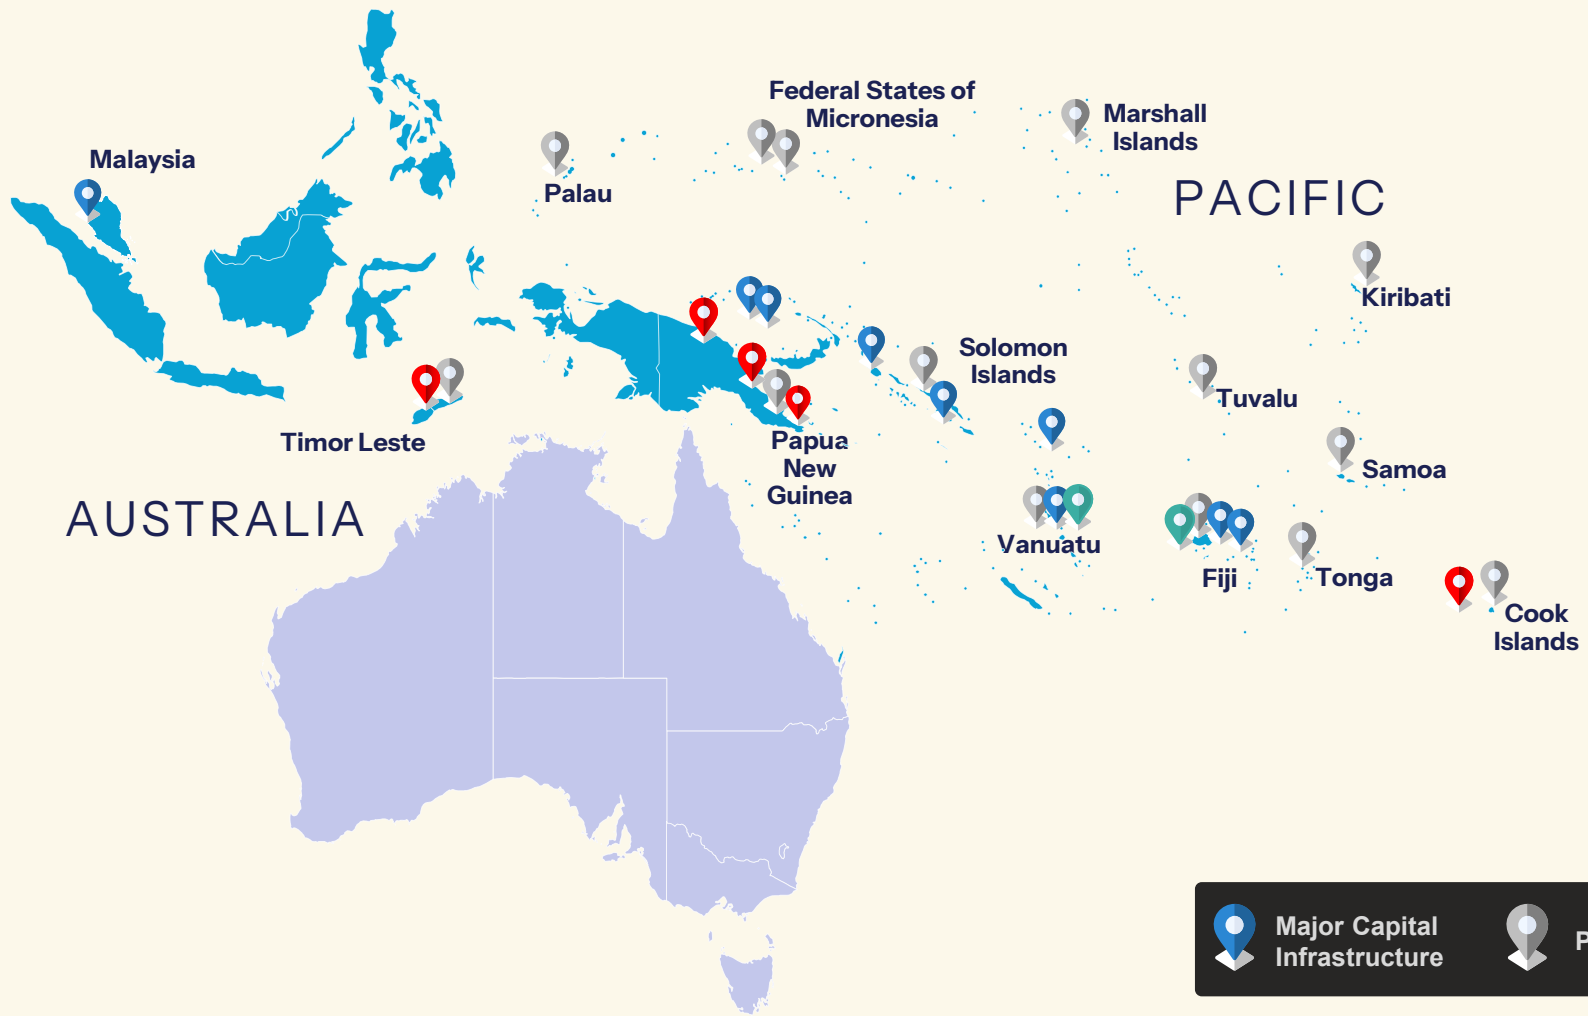 Federal States of
Micronesia
Marshall
Islands
Malaysia
Palau
PACIFIC
Kiribati
Solomon
Islands
Tuvalu
Timor Leste
Papua
New
Guinea
Samoa
AUSTRALIA
Vanuatu
Fiji
Tonga
Cook
Islands
Major Capital
Infrastructure
P